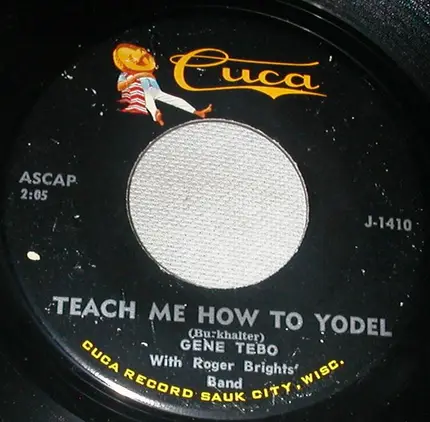 Cuca
ASCAP
2:05
J-1410
TEACH ME HOW TO YODEL
(Burkhalter)
GENE TEBO
With Roger Brights'
Band
CUCA RECORD SAUK CITY, WISC.